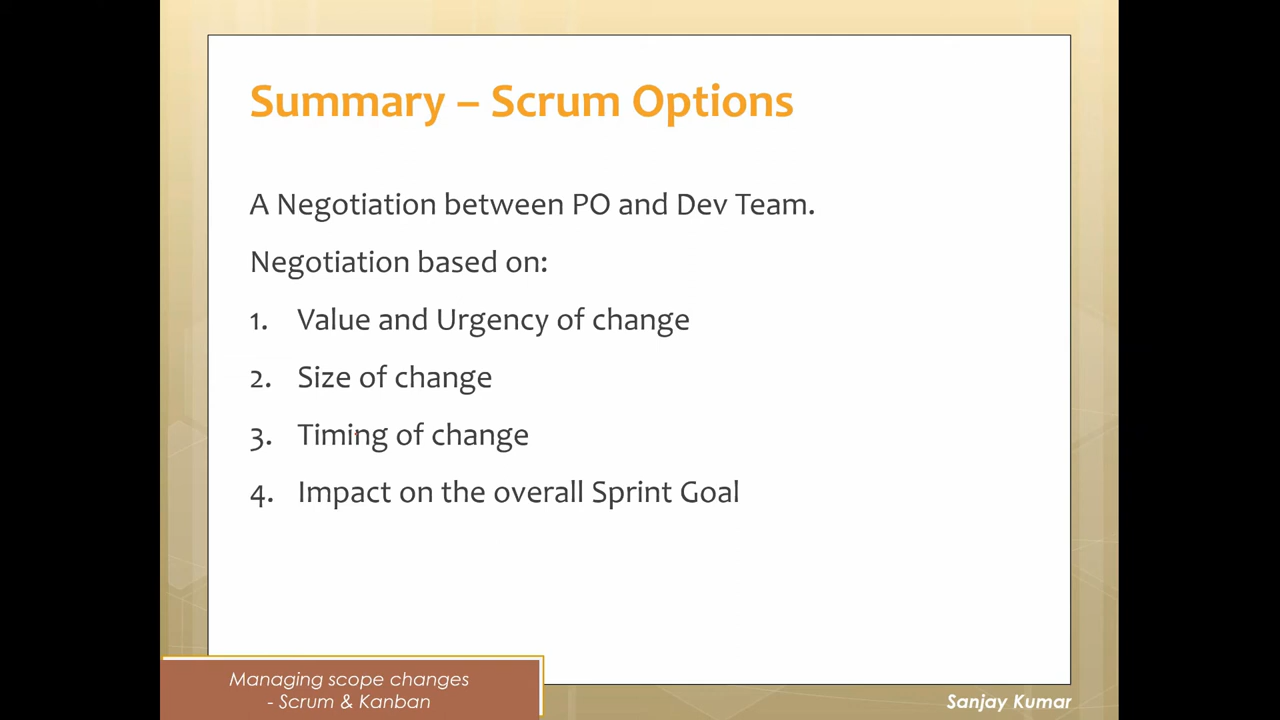 Summary – Scrum Options
A Negotiation between PO and Dev Team.
Negotiation based on:
1. Value and Urgency of change
2. Size of change
3. Timing of change
4. Impact on the overall Sprint Goal
Managing scope changes
- Scrum & Kanban
Sanjay Kumar